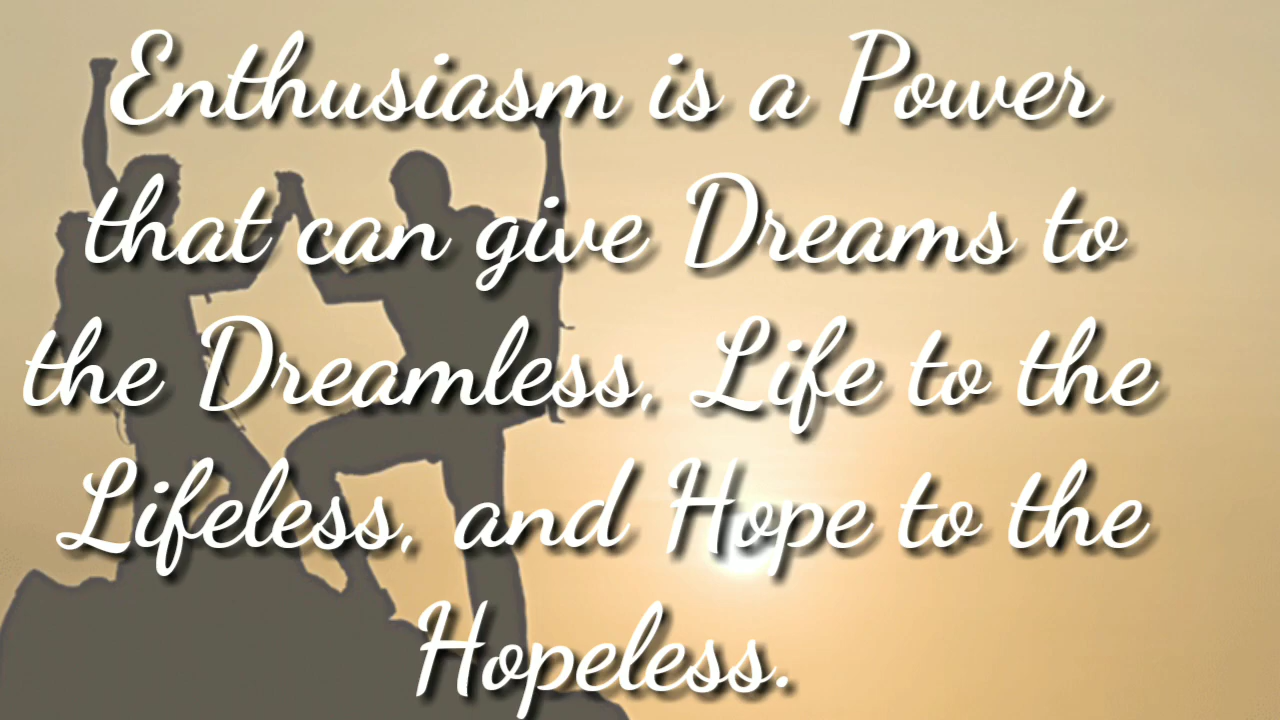 Enthusiasm is a Power
that can give Dreams to
the Dreamless, Life to the
Lifeless, and Hope to the
Hopeless.